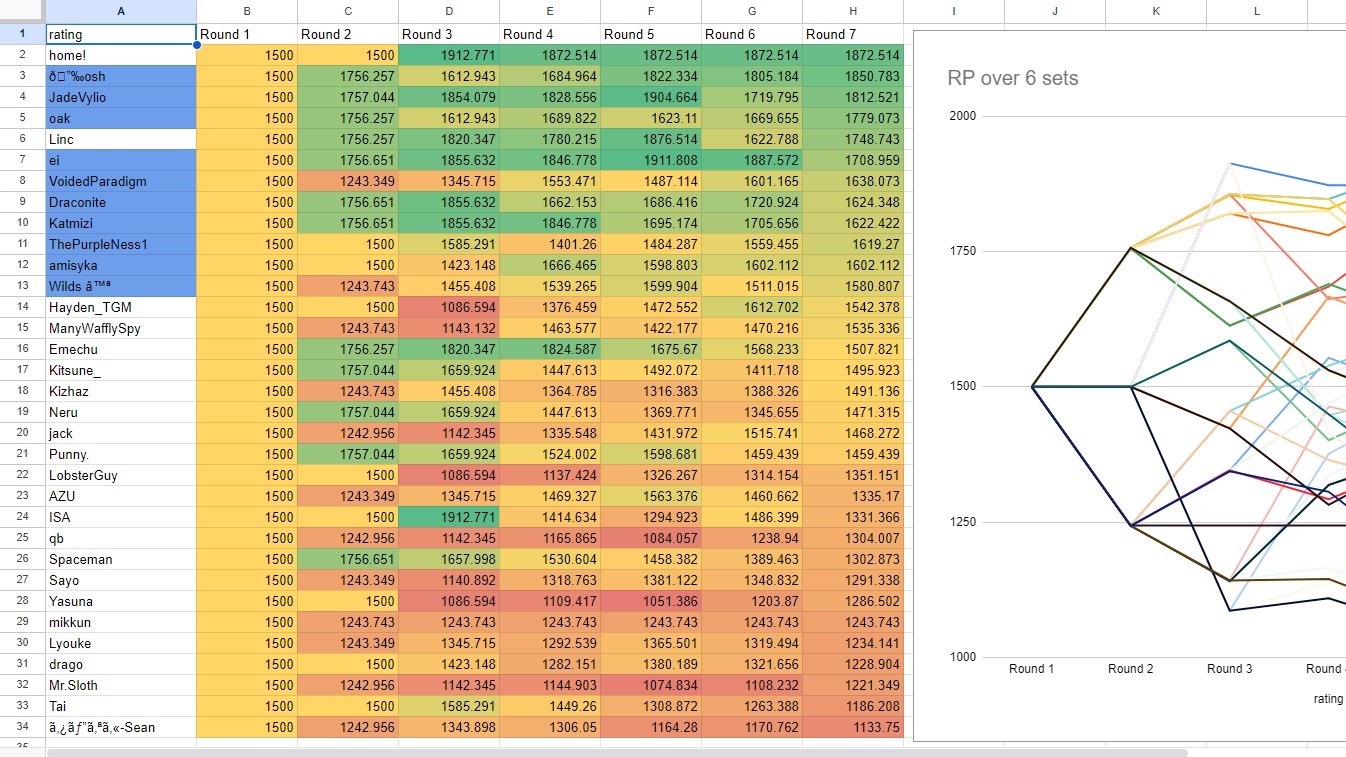 A B C D E F G H I J K L
1 rating Round 1 Round 2 Round 3 Round 4 Round 5 Round 6 Round 7
2 home! 1500 1500 1912.771 1872.514 1872.514 1872.514 1872.514
3 ð□”‰osh 1500 1756.257 1612.943 1684.964 1822.334 1805.184 1850.783
4 JadeVylio 1500 1757.044 1854.079 1828.556 1904.664 1719.795 1812.521
5 oak 1500 1756.257 1612.943 1689.822 1623.11 1669.655 1779.073
6 Linc 1500 1756.257 1820.347 1780.215 1876.514 1622.788 1748.743
7 ei 1500 1756.651 1855.632 1846.778 1911.808 1887.572 1708.959
8 VoidedParadigm 1500 1243.349 1345.715 1553.471 1487.114 1601.165 1638.073
9 Draconite 1500 1756.651 1855.632 1662.153 1686.416 1720.924 1624.348
10 Katmizi 1500 1756.651 1855.632 1846.778 1695.174 1705.656 1622.422
11 ThePurpleNess1 1500 1500 1585.291 1401.26 1484.287 1559.455 1619.27
12 amisyka 1500 1500 1423.148 1666.465 1598.803 1602.112 1602.112
13 Wilds â™ª 1500 1243.743 1455.408 1539.265 1599.904 1511.015 1580.807
14 Hayden_TGM 1500 1500 1086.594 1376.459 1472.552 1612.702 1542.378
15 ManyWafflySpy 1500 1243.743 1143.132 1463.577 1422.177 1470.216 1535.336
16 Emechu 1500 1756.257 1820.347 1824.587 1675.67 1568.233 1507.821
17 Kitsune_ 1500 1757.044 1659.924 1447.613 1492.072 1411.718 1495.923
18 Kizhaz 1500 1243.743 1455.408 1364.785 1316.383 1388.326 1491.136
19 Neru 1500 1757.044 1659.924 1447.613 1369.771 1345.655 1471.315
20 jack 1500 1242.956 1142.345 1335.548 1431.972 1515.741 1468.272
21 Punny. 1500 1757.044 1659.924 1524.002 1598.681 1459.439 1459.439
22 LobsterGuy 1500 1500 1086.594 1137.424 1326.267 1314.154 1351.151
23 AZU 1500 1243.349 1345.715 1469.327 1563.376 1460.662 1335.17
24 ISA 1500 1500 1912.771 1414.634 1294.923 1486.399 1331.366
25 qb 1500 1242.956 1142.345 1165.865 1084.057 1238.94 1304.007
26 Spaceman 1500 1756.651 1657.998 1530.604 1458.382 1389.463 1302.873
27 Sayo 1500 1243.349 1140.892 1318.763 1381.122 1348.832 1291.338
28 Yasuna 1500 1500 1086.594 1109.417 1051.386 1203.87 1286.502
29 mikkun 1500 1243.743 1243.743 1243.743 1243.743 1243.743 1243.743
30 Lyouke 1500 1243.349 1345.715 1292.539 1365.501 1319.494 1234.141
31 drago 1500 1500 1423.148 1282.151 1380.189 1321.656 1228.904
32 Mr.Sloth 1500 1242.956 1142.345 1144.903 1074.834 1108.232 1221.349
33 Tai 1500 1500 1585.291 1449.26 1308.872 1263.388 1186.208
34 ã‚¿ãƒ”ã‚ªã‚«-Sean 1500 1242.956 1343.898 1306.05 1164.28 1170.762 1133.75
RP over 6 sets
2000
1750
1500
1250
1000
Round 1 Round 2 Round 3 Round
rating